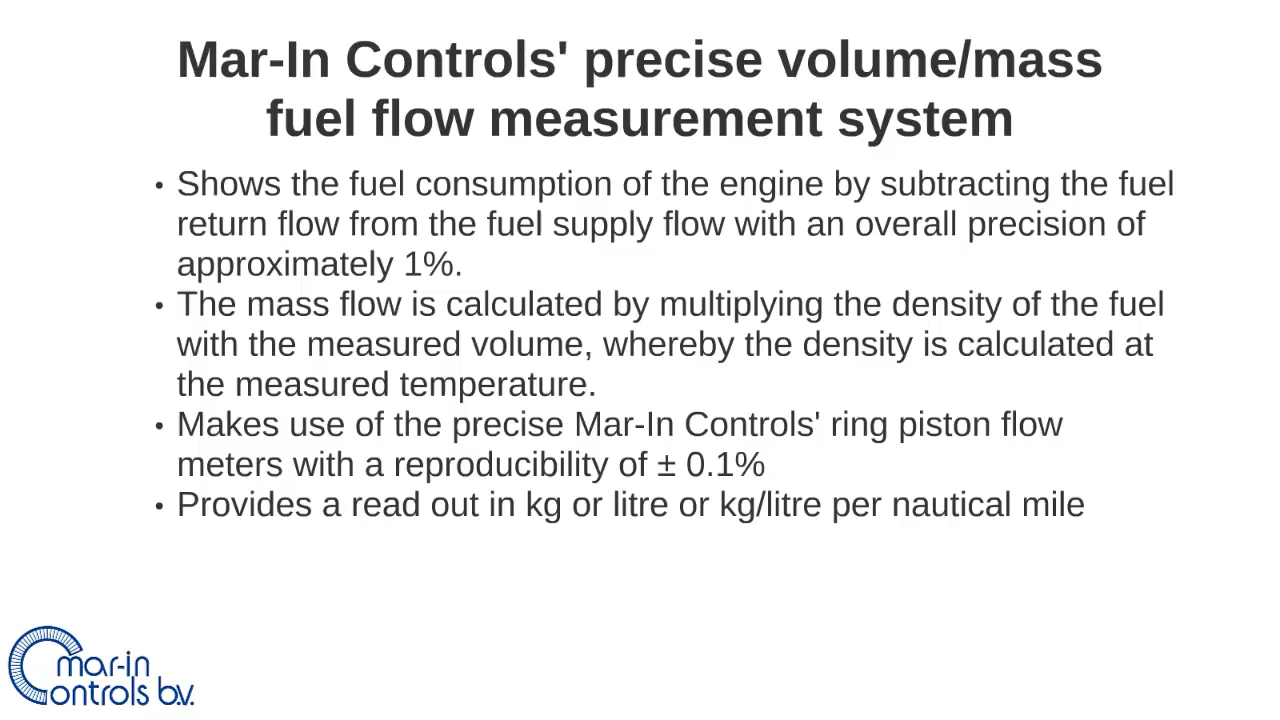 Mar-In Controls' precise volume/mass
fuel flow measurement system
• Shows the fuel consumption of the engine by subtracting the fuel
return flow from the fuel supply flow with an overall precision of
approximately 1%.
• The mass flow is calculated by multiplying the density of the fuel
with the measured volume, whereby the density is calculated at
the measured temperature.
• Makes use of the precise Mar-In Controls' ring piston flow
meters with a reproducibility of ± 0.1%
• Provides a read out in kg or litre or kg/litre per nautical mile
mar-in
Controls b.v.